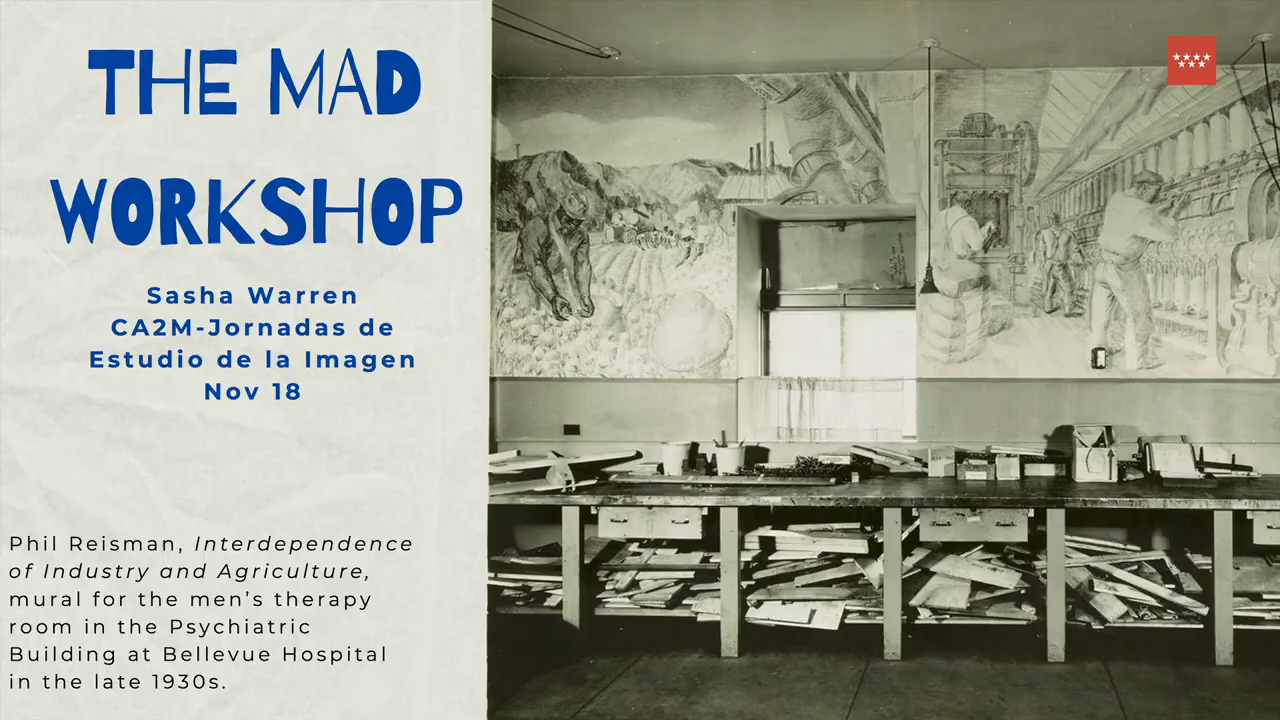 THE MAD
WORKSHOP
Sasha Warren
CA2M-Jornadas de
Estudio de la Imagen
Nov 18
Phil Reisman, Interdependence
of Industry and Agriculture,
mural for the men’s therapy
room in the Psychiatric
Building at Bellevue Hospital
in the late 1930s.